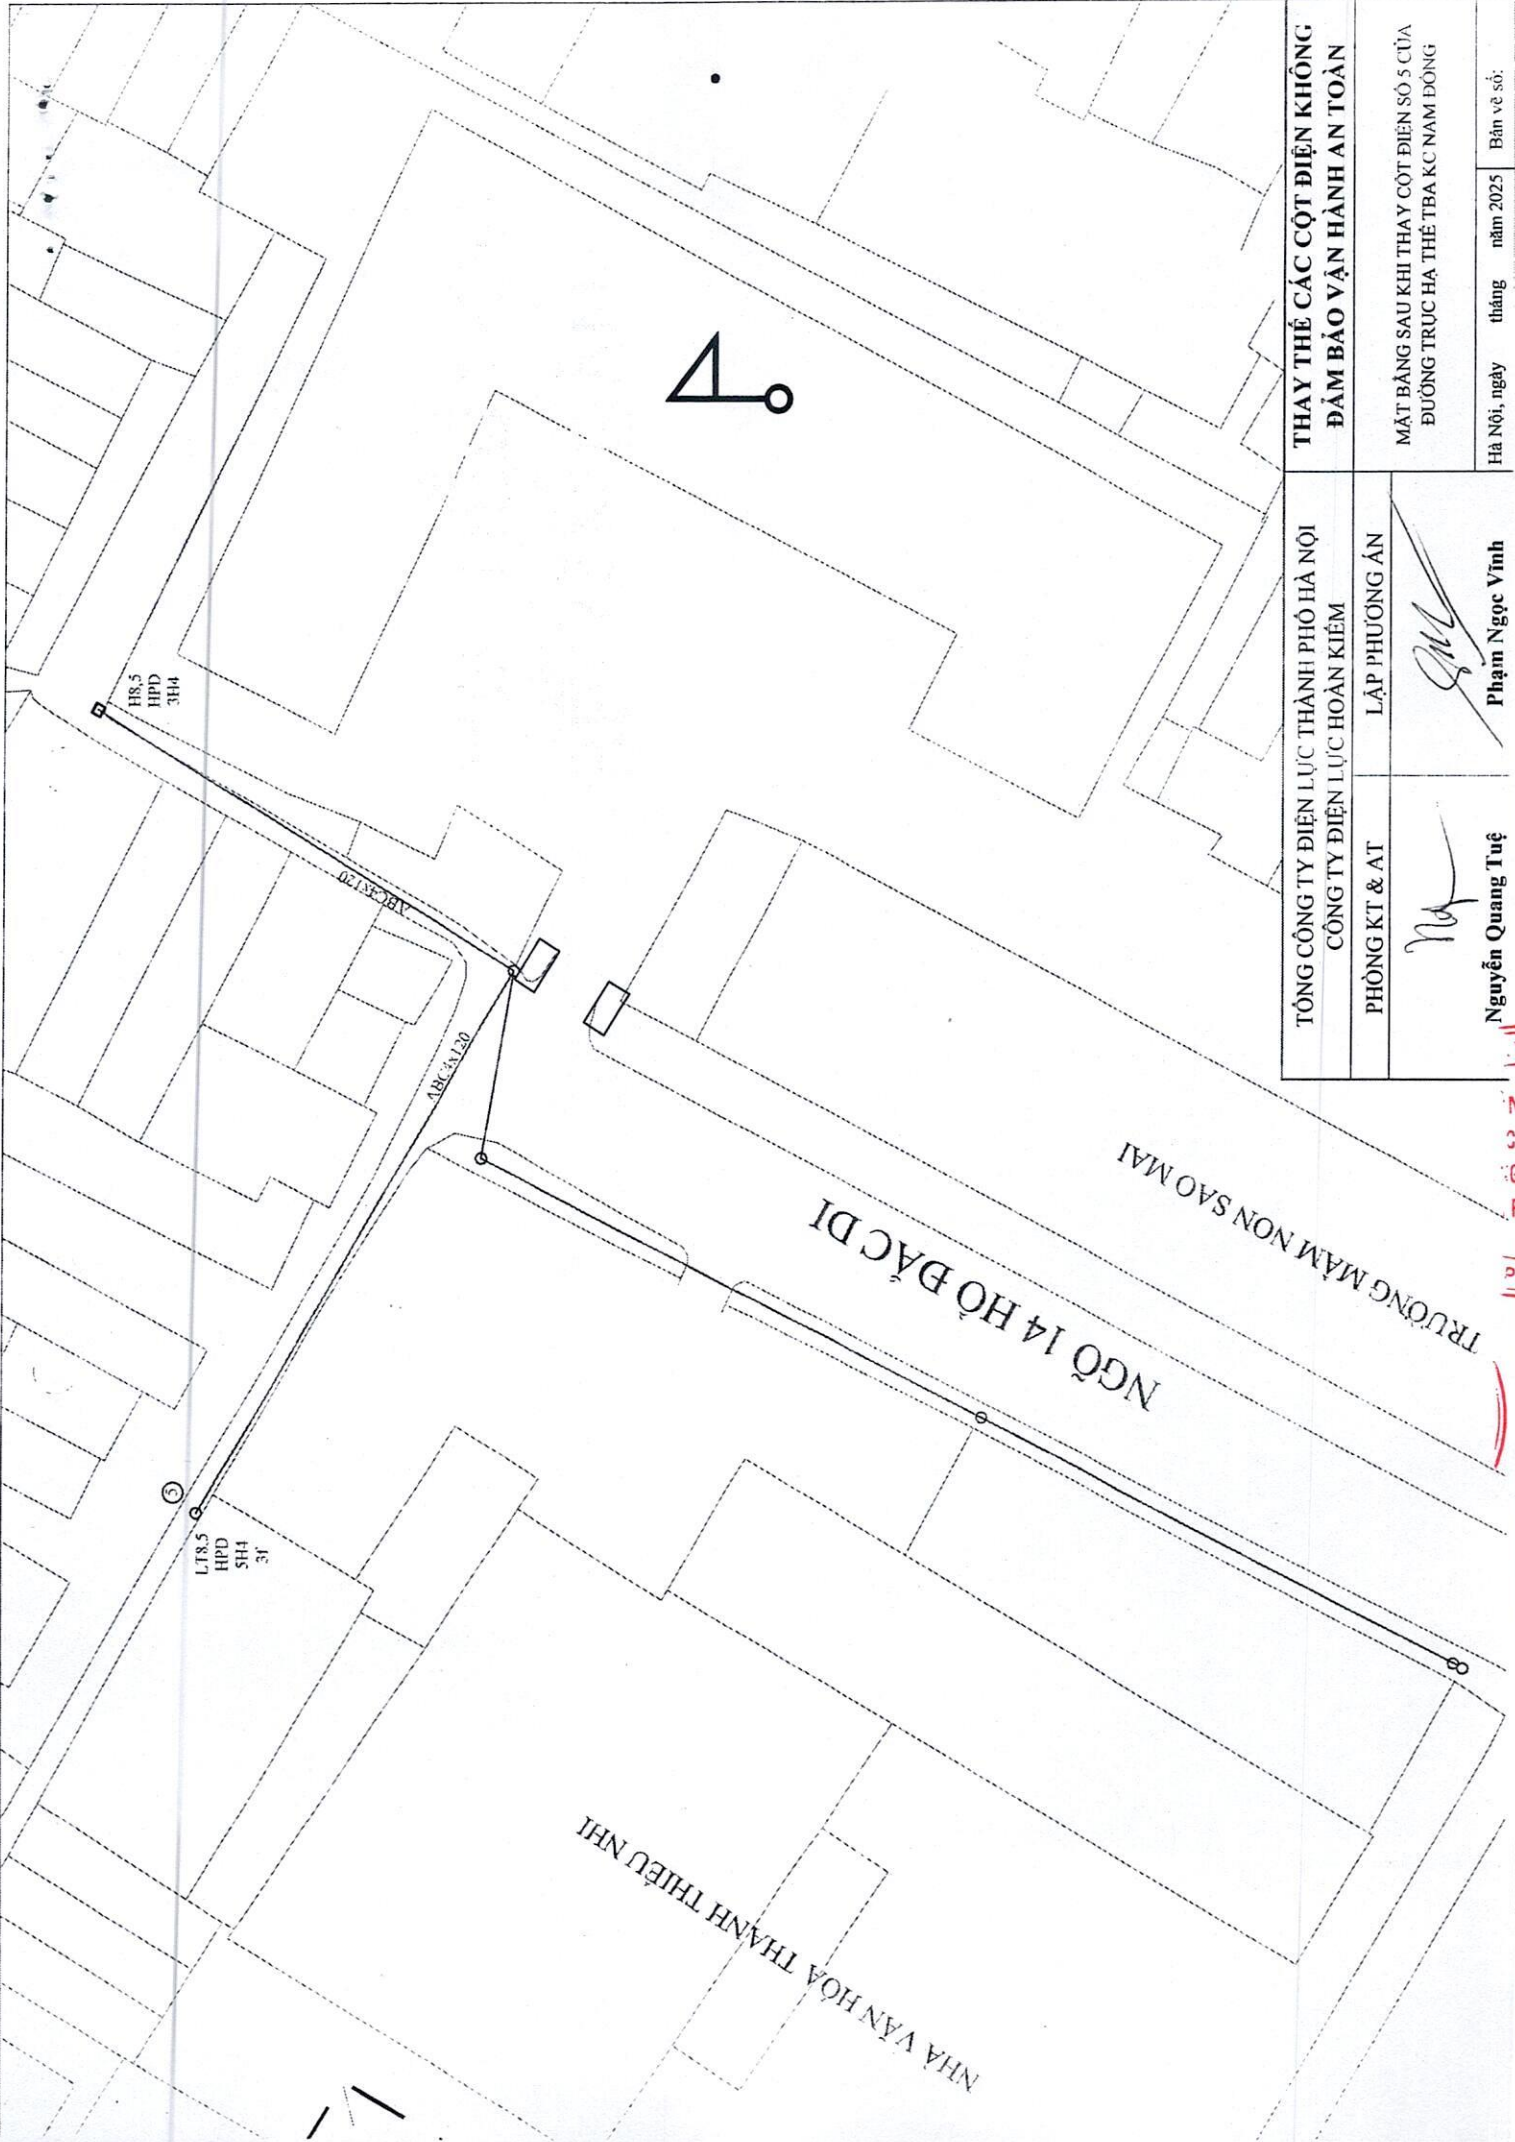 H8,5
HPD
3H4
ABC4x120
ABC4x120
5
LT8.5
HPD
5H4
3f
NGÕ 14 HỒ ĐẮC DI
TRƯỜNG MẦM NON SAO MAI
NHÀ VĂN HÓA THANH THIẾU NHI
TỔNG CÔNG TY ĐIỆN LỰC THÀNH PHỐ HÀ NỘI
CÔNG TY ĐIỆN LỰC HOÀN KIẾM
THAY THẾ CÁC CỘT ĐIỆN KHÔNG
ĐẢM BẢO VẬN HÀNH AN TOÀN
PHÒNG KT & AT
LẬP PHƯƠNG ÁN
MẶT BẰNG SAU KHI THAY CỘT ĐIỆN SỐ 5 CỦA
ĐƯỜNG TRỤC HẠ THẾ TBA KC NAM ĐỒNG
Nguyễn Quang Tuệ
Phạm Ngọc Vĩnh
Hà Nội, ngày tháng năm 2025
Bản vẽ số: